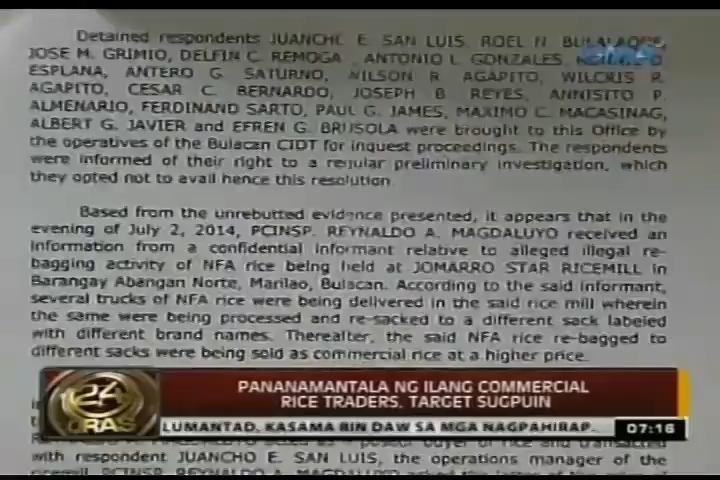 Detained respondents JUANCHO E. SAN LUIS, ROEL N. BULALAQUE,
JOSE M. GRIMIO, DELFIN C. REMOGA, ANTONIO L. GONZALES,
ESPLANA, ANTERO G. SATURNO, WILSON R. AGAPITO, WILCRIS R.
AGAPITO, CESAR C. BERNARDO, JOSEPH B. REYES, ANNISITO P.
ALMENARIO, FERDINAND SARTO, PAUL G. JAMES, MAXIMO C. MACASINAG,
ALBERT G. JAVIER and EFREN G. BRUSOLA were brought to this Office by
the operatives of the Bulacan CIDT for inquest proceedings. The respondents
were informed of their right to a regular preliminary investigation, which
they opted not to avail hence this resolution.
Based from the unrebutted evidence presented, it appears that in the
evening of July 2, 2014, PCINSP. REYNALDO A. MAGDALUYO received an
information from a confidential informant relative to alleged illegal re-
bagging activity of NFA rice being held at JOMARRO STAR RICEMILL in
Barangay Abangan Norte, Marilao, Bulacan. According to the said informant,
several trucks of NFA rice were being delivered in the said rice mill wherein
the same were being processed and re-sacked to a different sack labeled
with different brand names. Thereafter, the said NFA rice re-bagged to
different sacks were being sold as commercial rice at a higher price.
24 ORAS
PANANAMANTALA NG ILANG COMMERCIAL
RICE TRADERS, TARGET SUGPUIN
LUMANTAD, KASAMA RIN DAW SA MGA NAGPAHIRAP.. 07:16
with respondent JUANCHO E. SAN LUIS, the operations manager of the
ricemill. PCINSP. REYNALDO A. MAGDALUYO